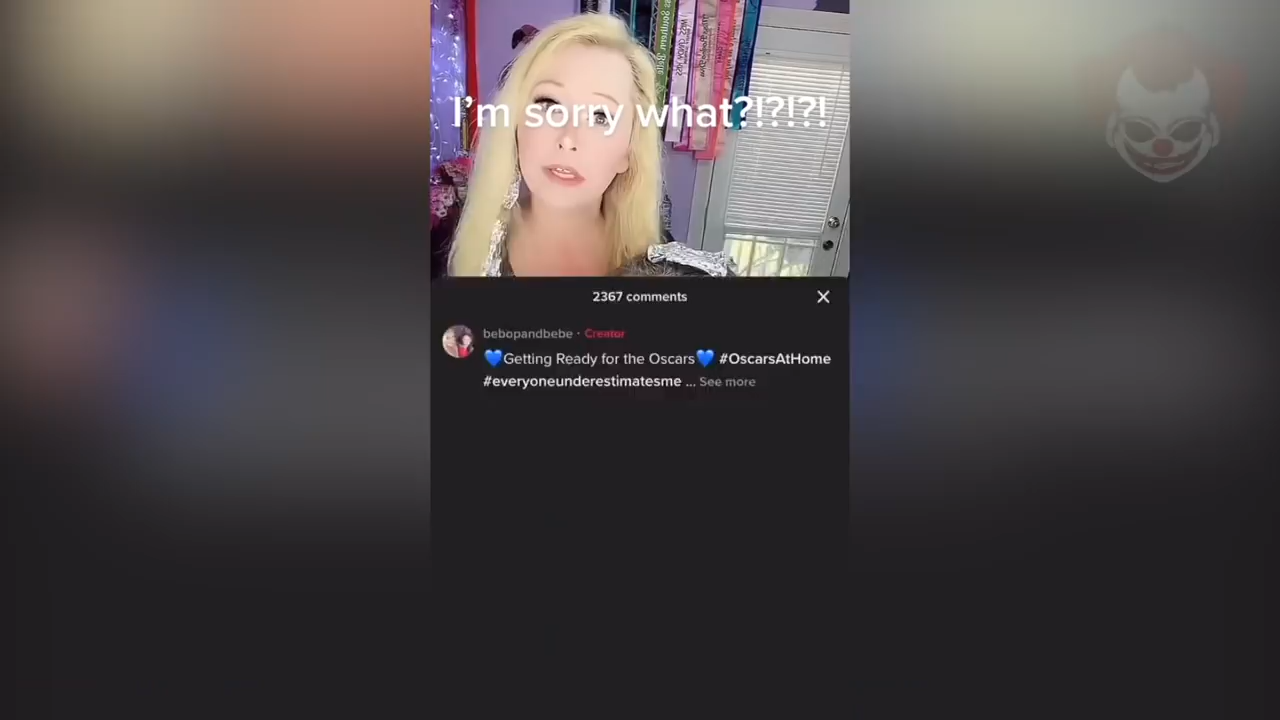 I'm sorry what?!?!?!
2367 comments
bebopandbebe · Creator
💙Getting Ready for the Oscars💙 #OscarsAtHome
#everyoneunderestimatesme ... See more